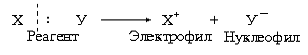 Х ¦ : У ⟶ Х⁺ + У⁻
Реагент Электрофил Нуклеофил